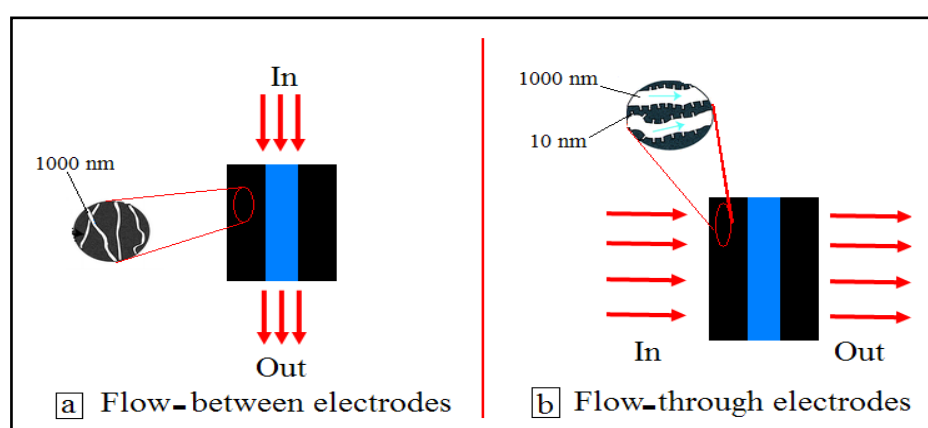 In
1000 nm
Out
a Flow-between electrodes
1000 nm
10 nm
In
Out
b Flow-through electrodes